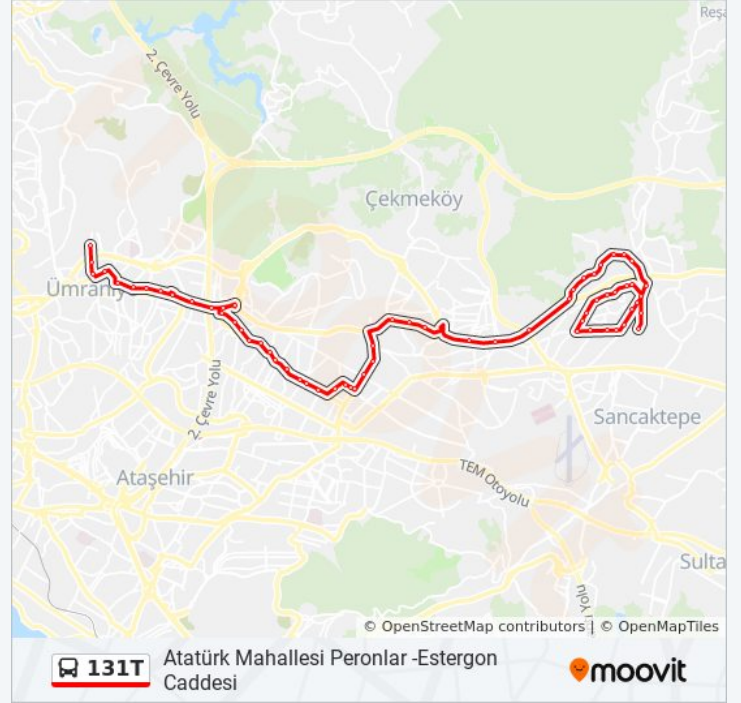 Reşa
2. Çevre Yolu
Çekmeköy
Ümraniy
2. Çevre Yolu
Sancaktepe
Ataşehir
TEM Otoyolu
Sulta
i Yolu
© OpenStreetMap contributors | © OpenMapTiles
131T
Atatürk Mahallesi Peronlar -Estergon
Caddesi
moovit